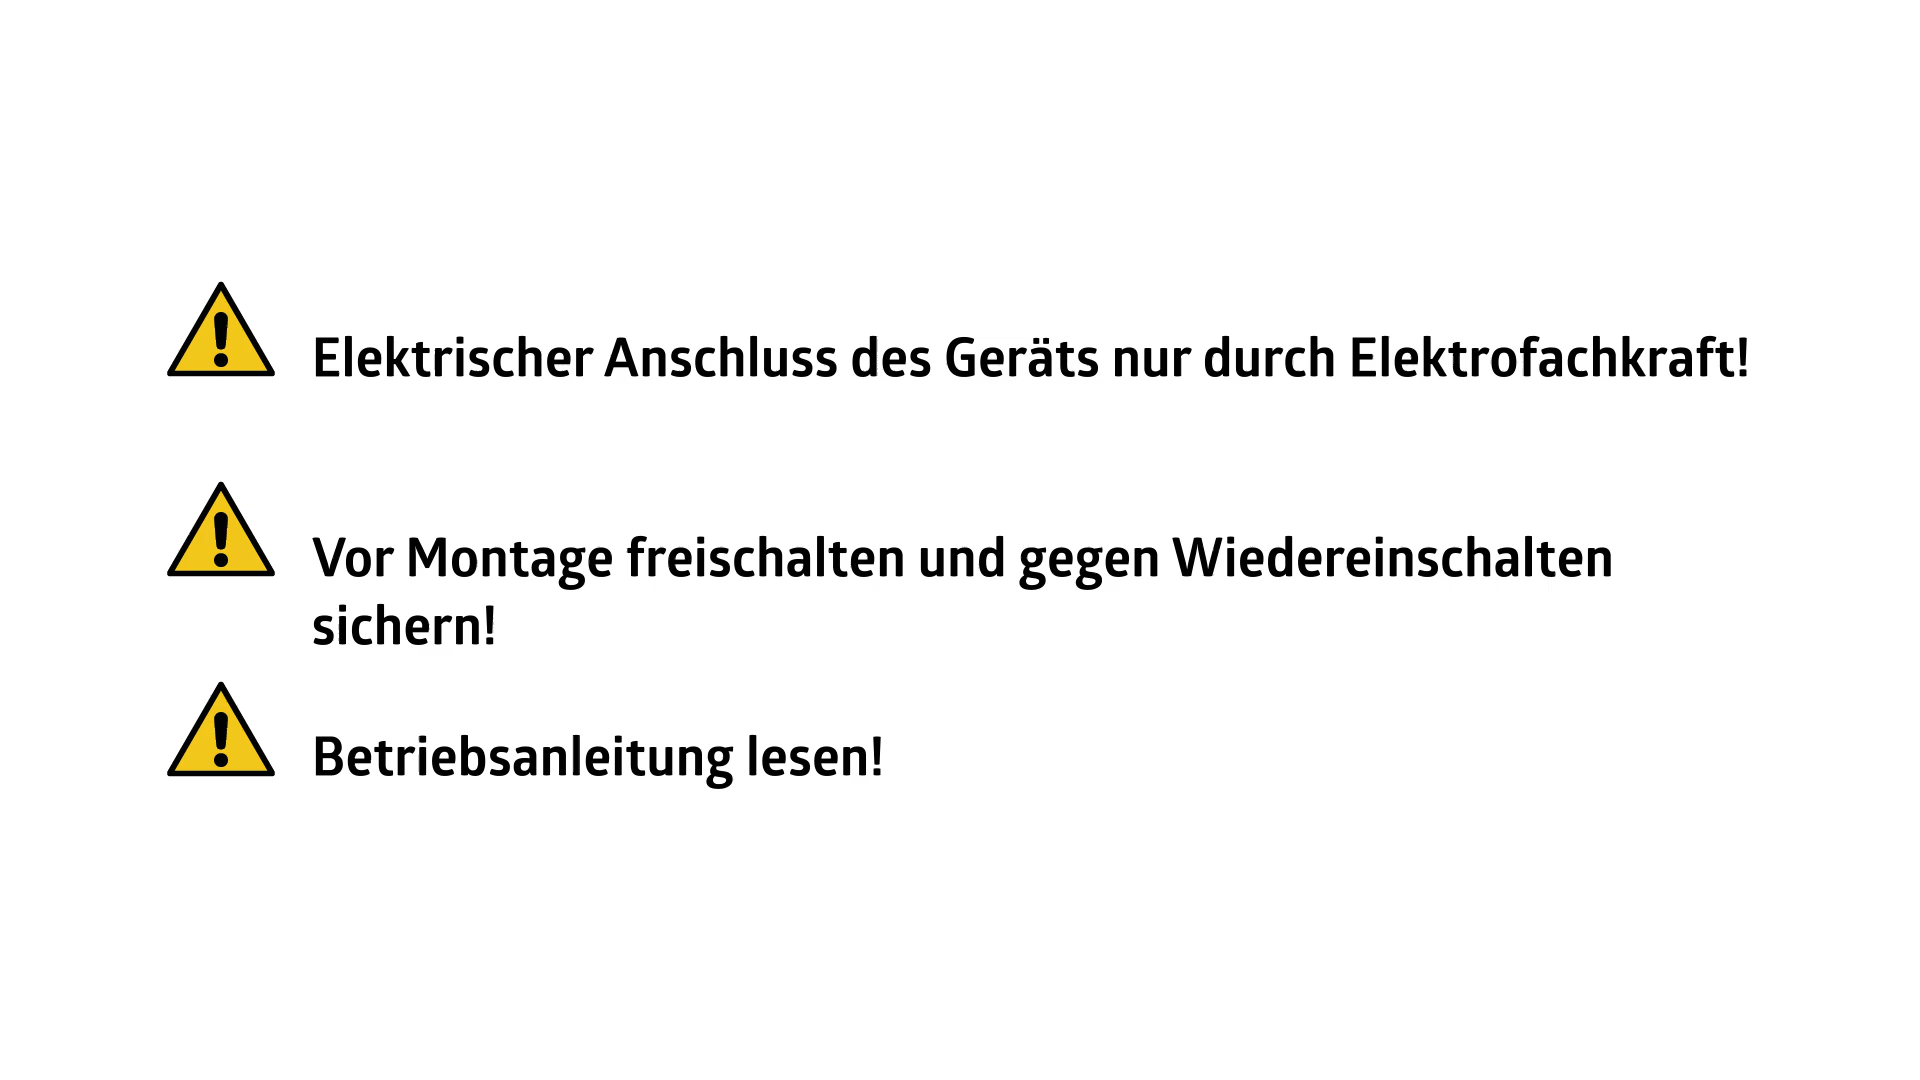 Elektrischer Anschluss des Geräts nur durch Elektrofachkraft!
Vor Montage freischalten und gegen Wiedereinschalten
sichern!
Betriebsanleitung lesen!